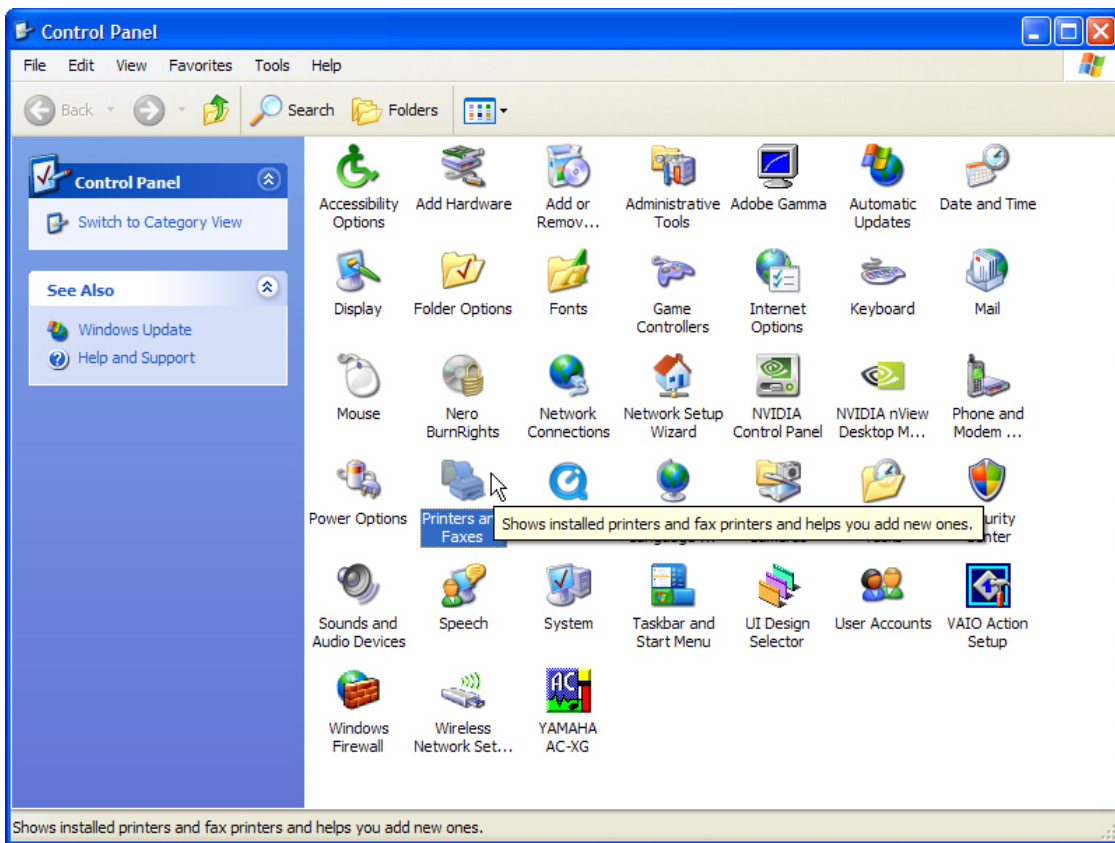 Control Panel
File Edit View Favorites Tools Help
Back Search Folders
Control Panel
Switch to Category View
See Also
Windows Update
Help and Support
Accessibility Add Hardware Add or Administrative Adobe Gamma Automatic Date and Time
Options Remov... Tools Updates
Display Folder Options Fonts Game Internet Keyboard Mail
Controllers Options
Mouse Nero Network Network Setup NVIDIA NVIDIA nView Phone and
BurnRights Connections Wizard Control Panel Desktop M... Modem ...
Power Options Printers an
Faxes
Shows installed printers and fax printers and helps you add new ones.
Sounds and Speech System Taskbar and UI Design User Accounts VAIO Action
Audio Devices Start Menu Selector Setup
Windows Wireless YAMAHA
Firewall Network Set... AC-XG
Shows installed printers and fax printers and helps you add new ones.